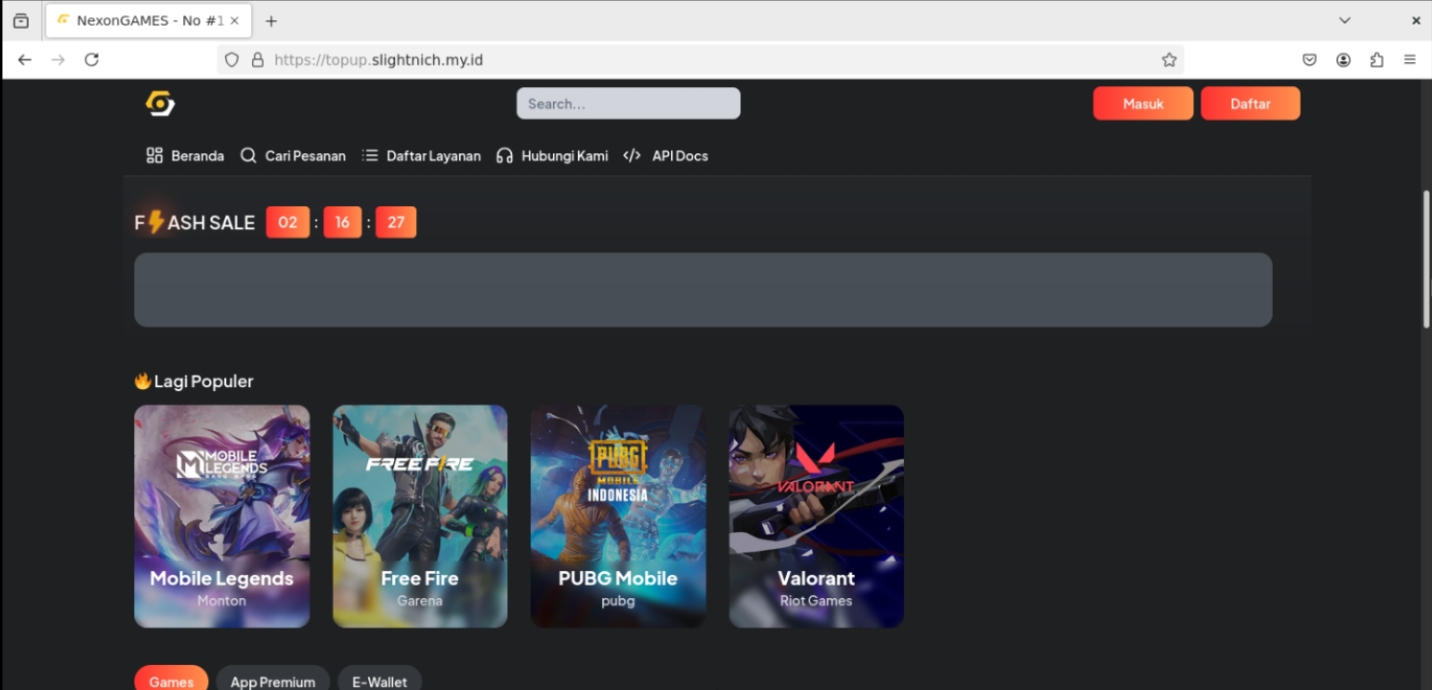 NexonGAMES - No #1
https://topup.slightnich.my.id
Search...
Masuk
Daftar
Beranda
Cari Pesanan
Daftar Layanan
Hubungi Kami
API Docs
F⚡ASH SALE 02 : 16 : 27
🔥Lagi Populer
MOBILE
LEGENDS
BANG BANG
Mobile Legends
Monton
FREE FIRE
Free Fire
Garena
PUBG
MOBILE
INDONESIA
PUBG Mobile
pubg
VALORANT
Valorant
Riot Games
Games
App Premium
E-Wallet